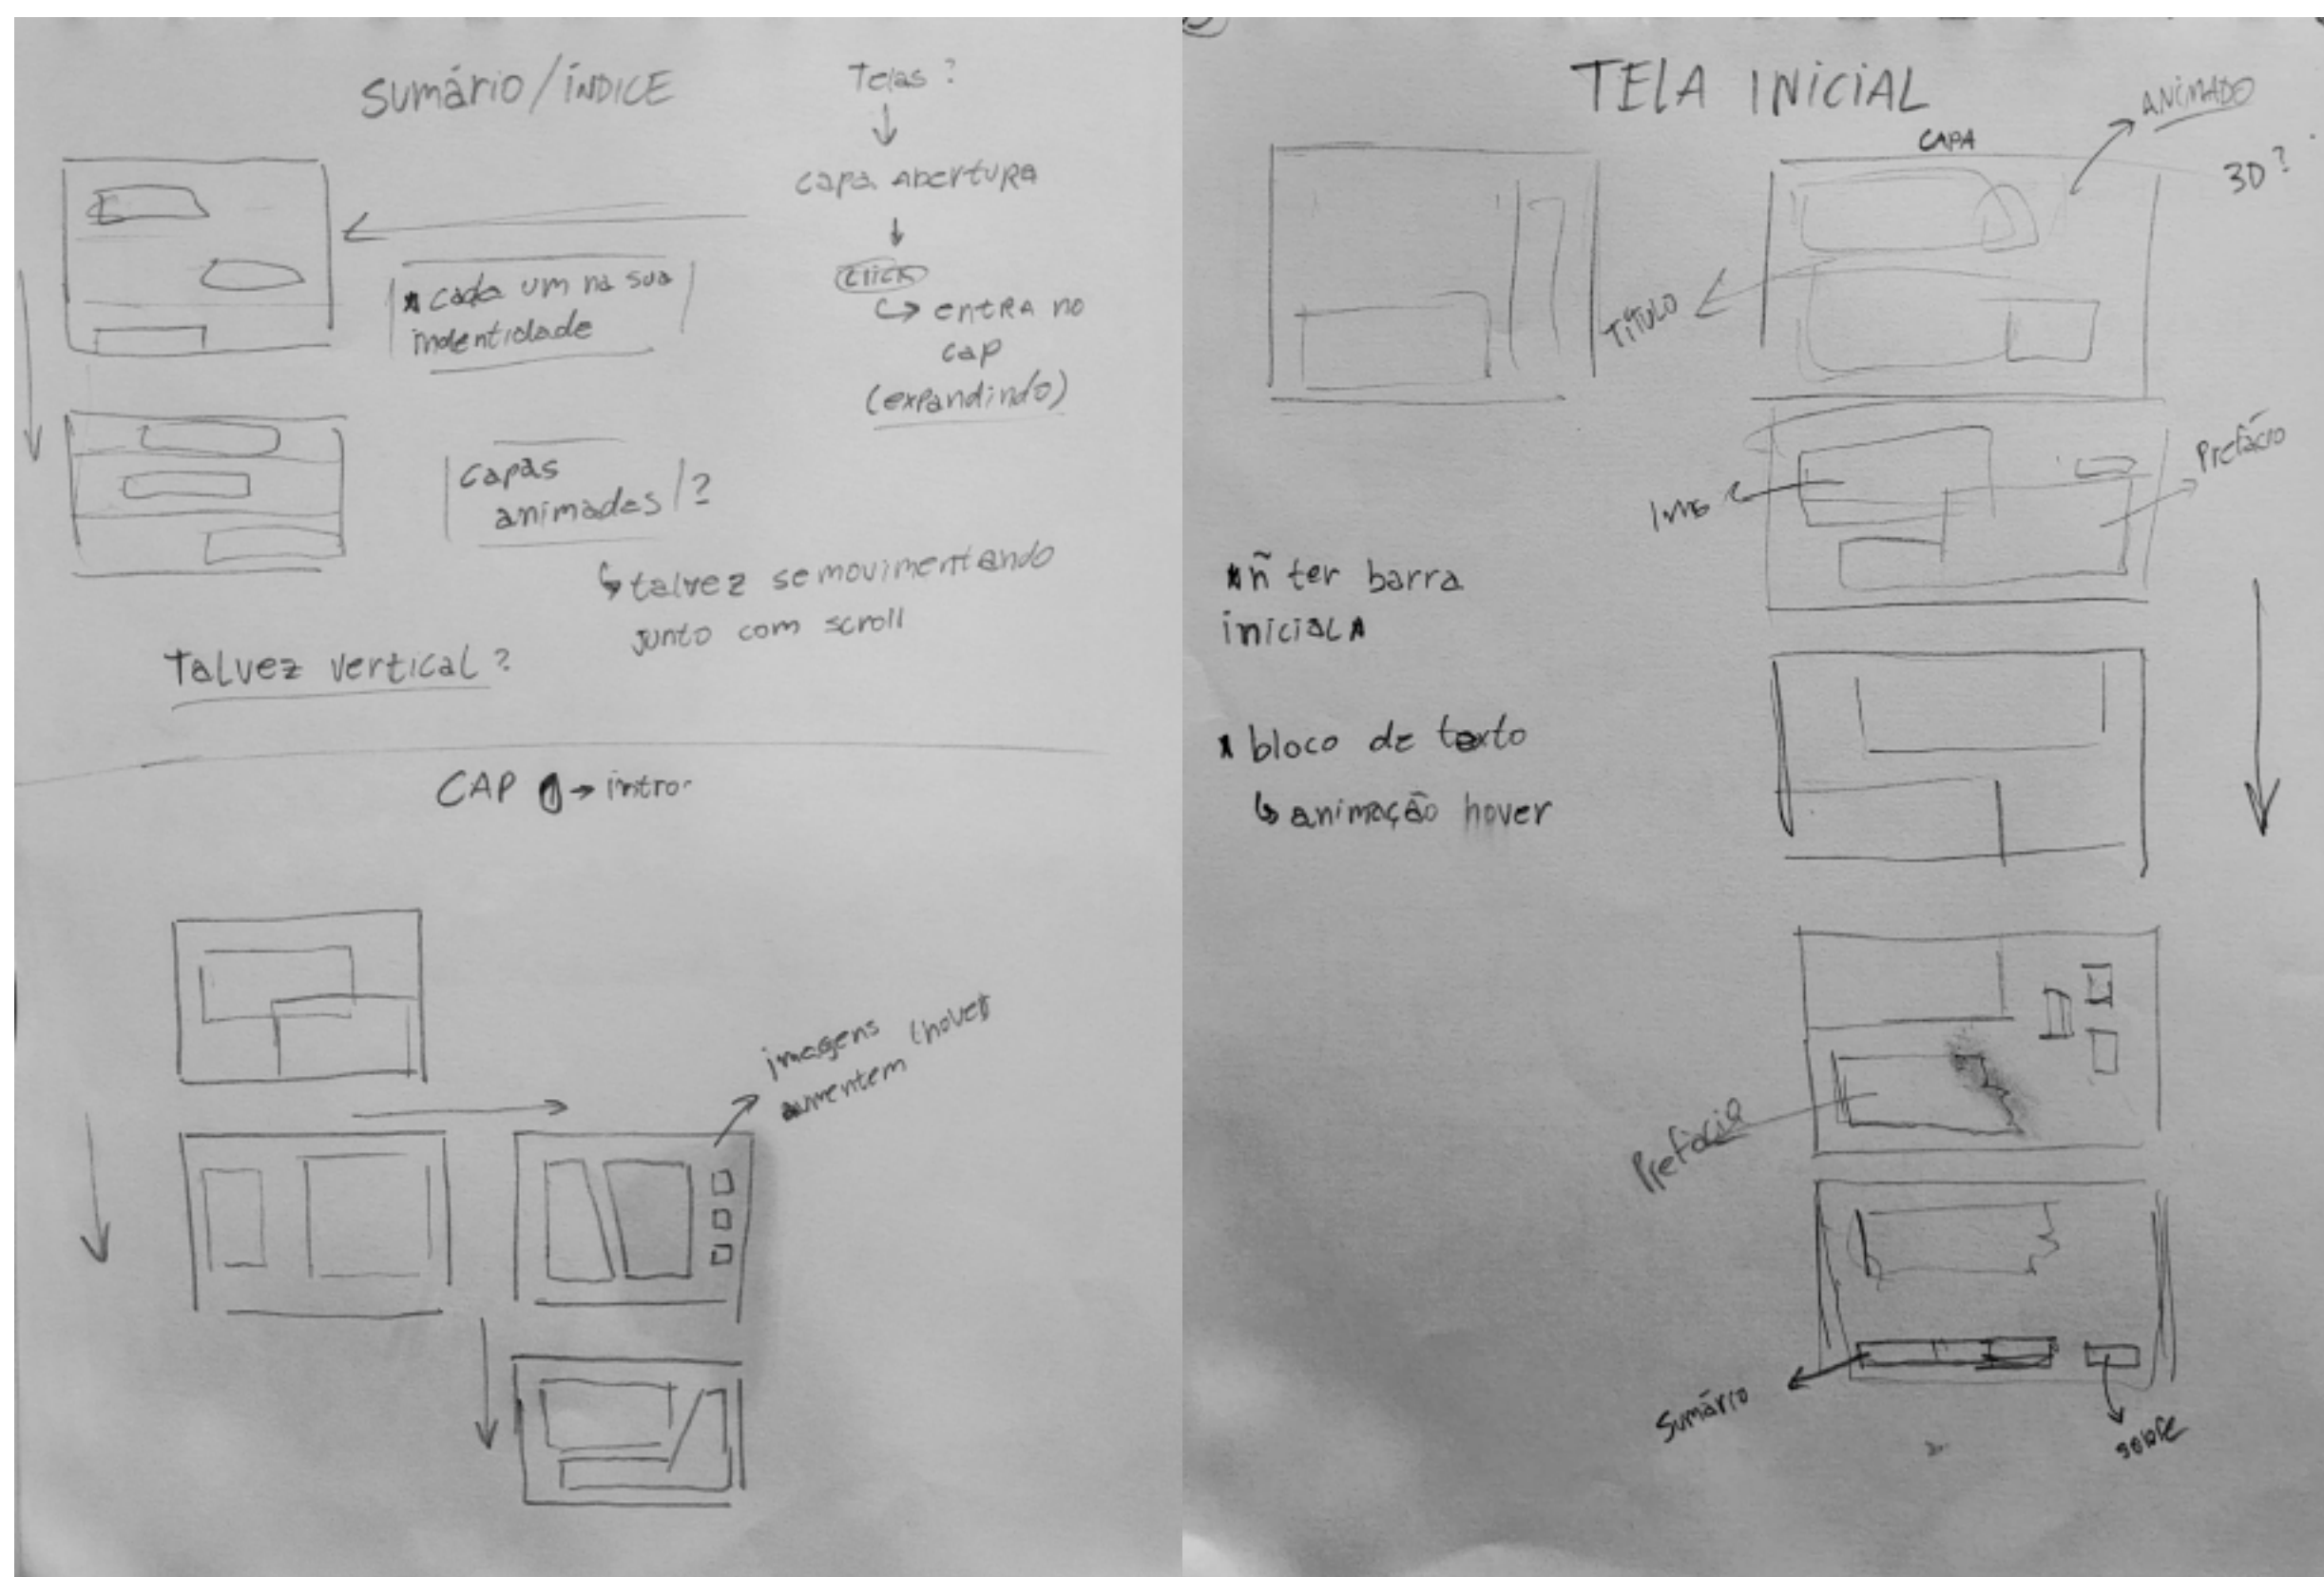 Sumário/ÍNDICE
Telas?
capa Abertura
click
entra no
cap
(expandindo)
cada um na sua
indentidade
capas
animadas ?
talvez se movimentando
junto com scroll
Talvez vertical?
CAP 1 → intro
imagens (hover
aumentem
TELA INICIAL
ANIMADO
CAPA
3D?
TÍTULO
Prefácio
IMG
ñ ter barra
inicial
bloco de texto
animação hover
Prefácio
Sumário
sobre